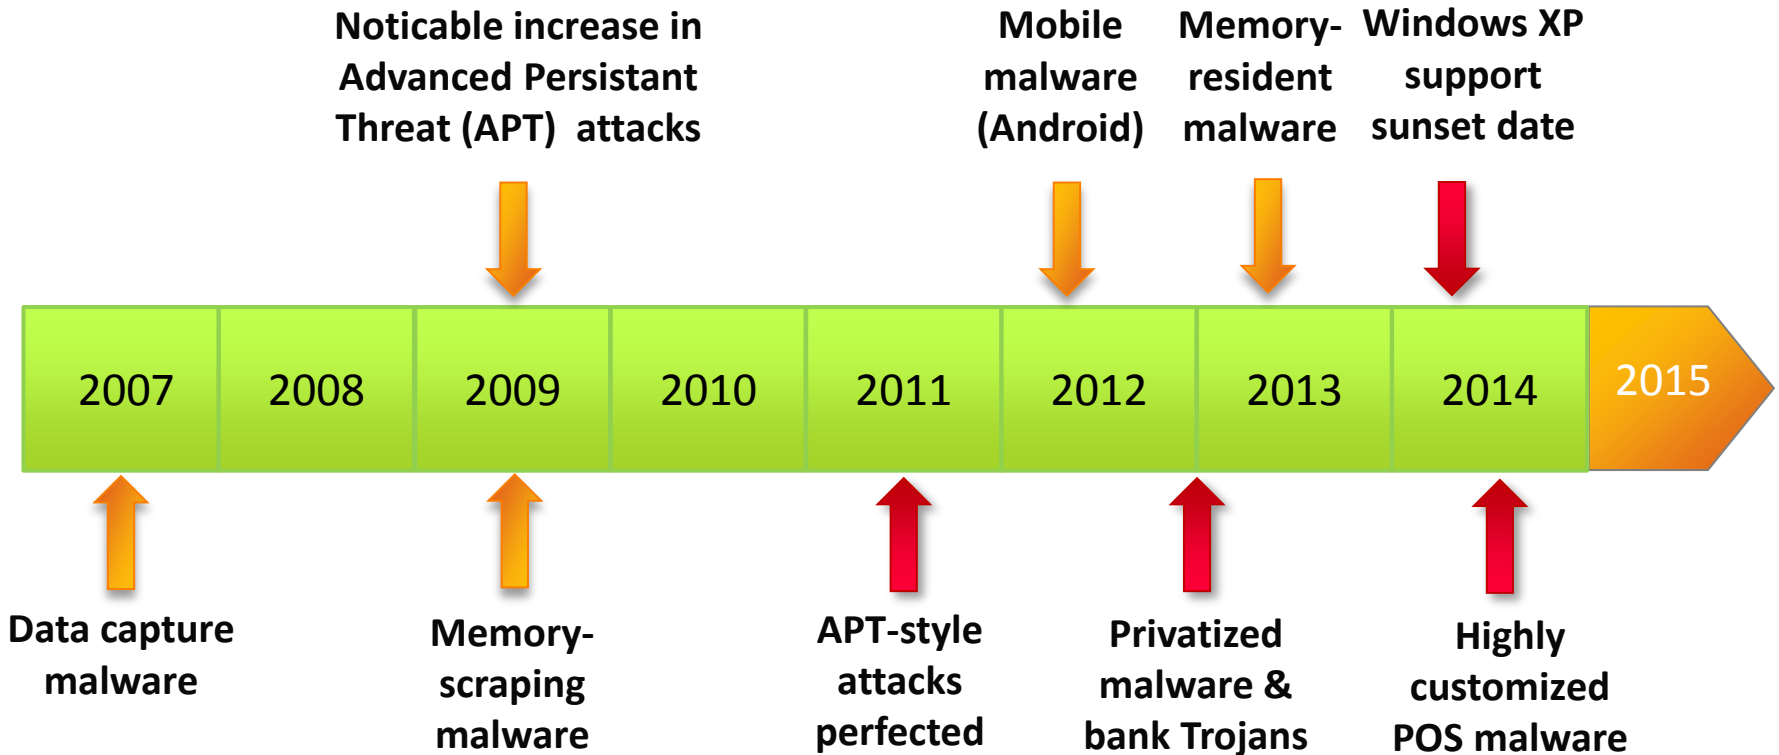 Noticable increase in
Advanced Persistant
Threat (APT) attacks
Mobile
malware
(Android)
Memory-
resident
malware
Windows XP
support
sunset date
2007
2008
2009
2010
2011
2012
2013
2014
2015
Data capture
malware
Memory-
scraping
malware
APT-style
attacks
perfected
Privatized
malware &
bank Trojans
Highly
customized
POS malware